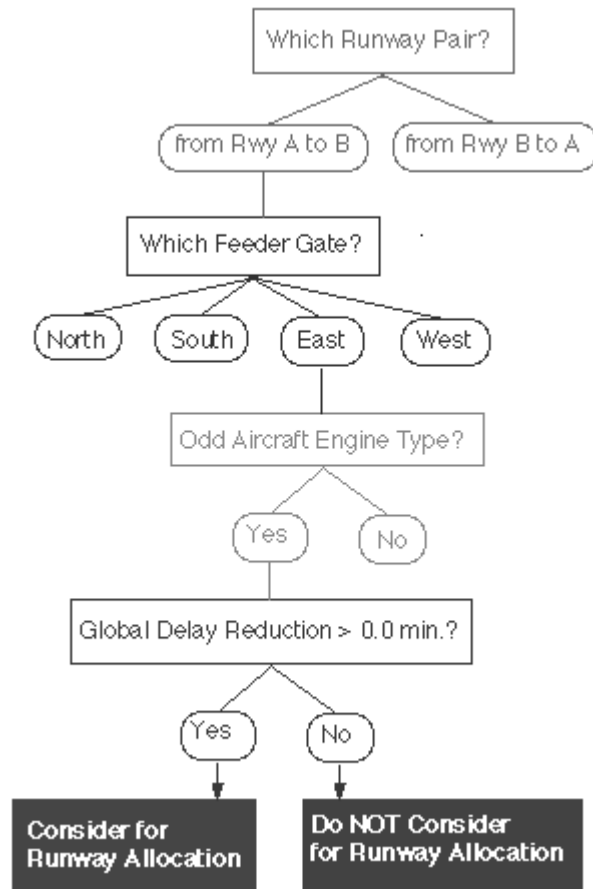 Which Runway Pair?
from Rwy A to B
from Rwy B to A
Which Feeder Gate?
North
South
East
West
Odd Aircraft Engine Type?
Yes
No
Global Delay Reduction > 0.0 min.?
Yes
No
Consider for
Runway Allocation
Do NOT Consider
for Runway Allocation